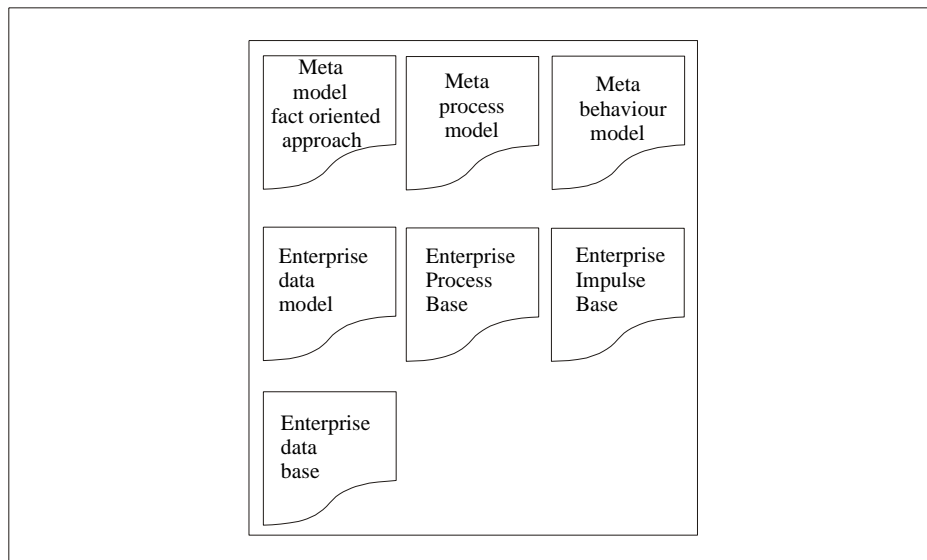 Meta
model
fact oriented
approach
Meta
process
model
Meta
behaviour
model
Enterprise
data
model
Enterprise
Process
Base
Enterprise
Impulse
Base
Enterprise
data
base